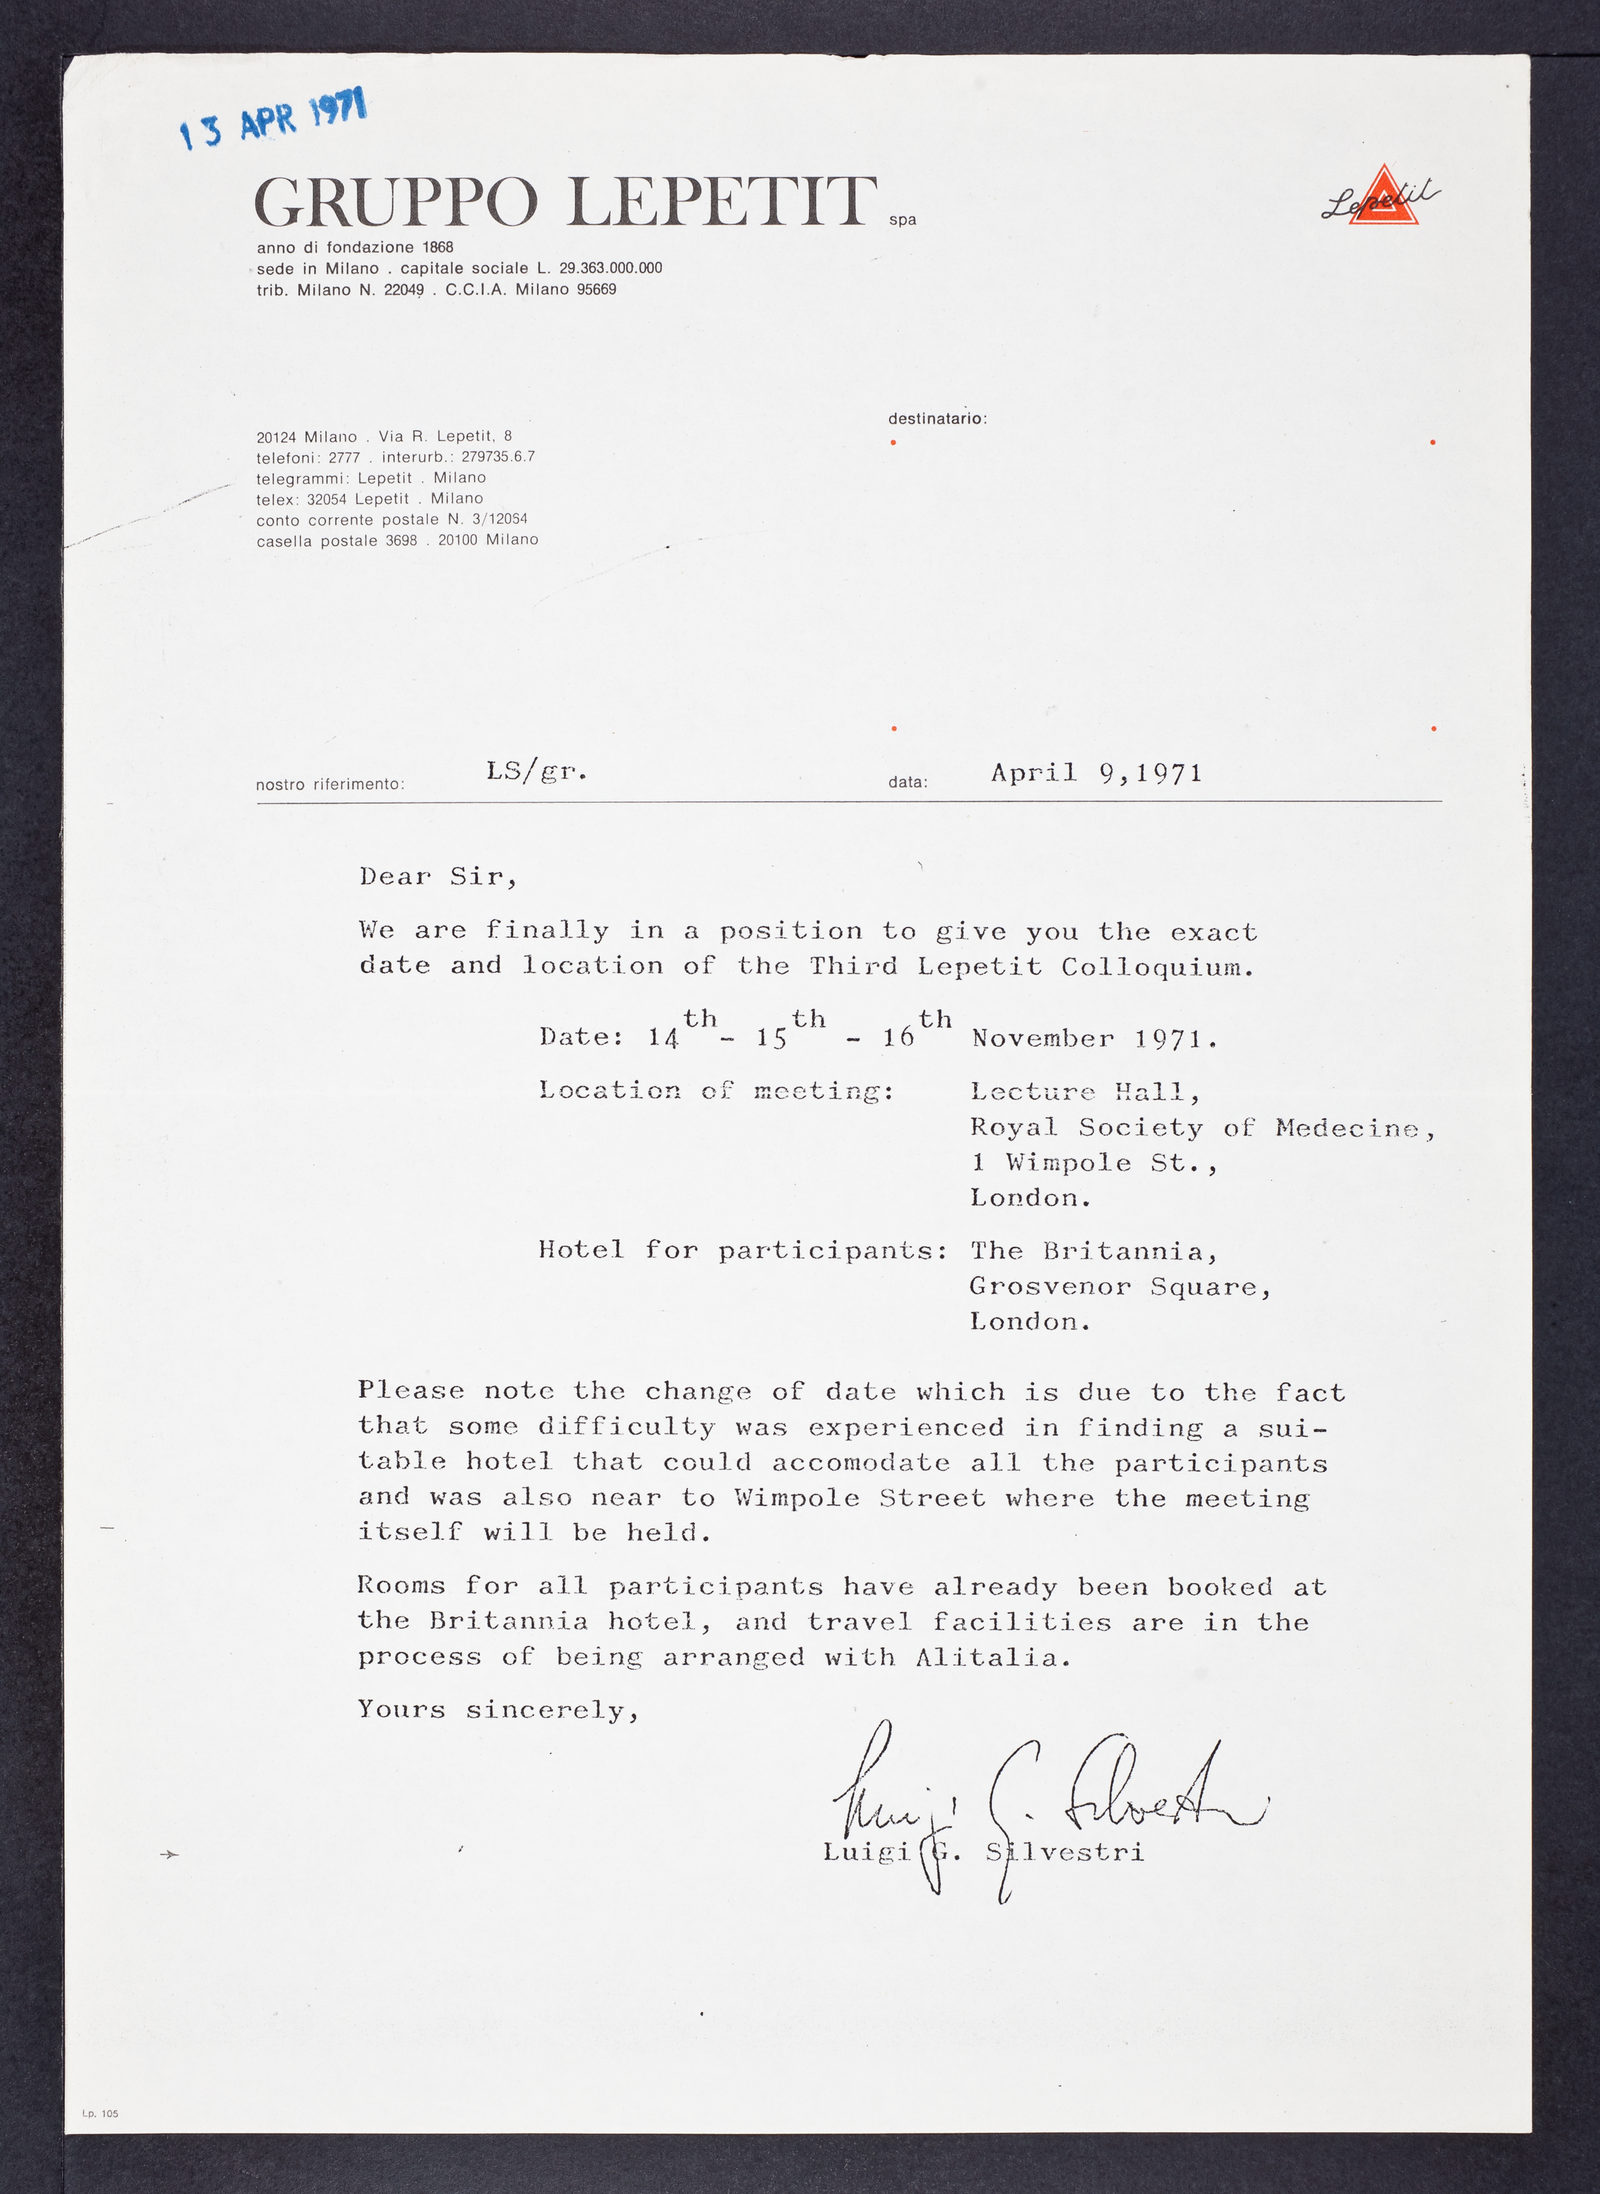 13 APR 1971
GRUPPO LEPETIT spa
Lepetit
anno di fondazione 1868
sede in Milano . capitale sociale L. 29.363.000.000
trib. Milano N. 22049 . C.C.I.A. Milano 95669
destinatario:
20124 Milano . Via R. Lepetit, 8
telefoni: 2777 . interurb.: 279735.6.7
telegrammi: Lepetit . Milano
telex: 32054 Lepetit . Milano
conto corrente postale N. 3/12054
casella postale 3698 . 20100 Milano
nostro riferimento: LS/gr. data: April 9,1971
Dear Sir,
We are finally in a position to give you the exact
date and location of the Third Lepetit Colloquium.
Date: 14th- 15th - 16th November 1971.
Location of meeting: Lecture Hall,
Royal Society of Medecine,
1 Wimpole St.,
London.
Hotel for participants: The Britannia,
Grosvenor Square,
London.
Please note the change of date which is due to the fact
that some difficulty was experienced in finding a sui-
table hotel that could accomodate all the participants
and was also near to Wimpole Street where the meeting
itself will be held.
Rooms for all participants have already been booked at
the Britannia hotel, and travel facilities are in the
process of being arranged with Alitalia.
Yours sincerely,
Luigi G. Silvestri
Luigi G. Silvestri
Lp. 105